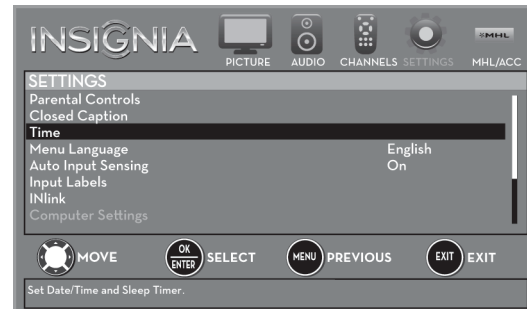 INSIGNIA
PICTURE AUDIO CHANNELS SETTINGS MHL/ACC
MHL
SETTINGS
Parental Controls
Closed Caption
Time
Menu Language English
Auto Input Sensing On
Input Labels
INlink
Computer Settings
MOVE OK ENTER SELECT MENU PREVIOUS EXIT EXIT
Set Date/Time and Sleep Timer.